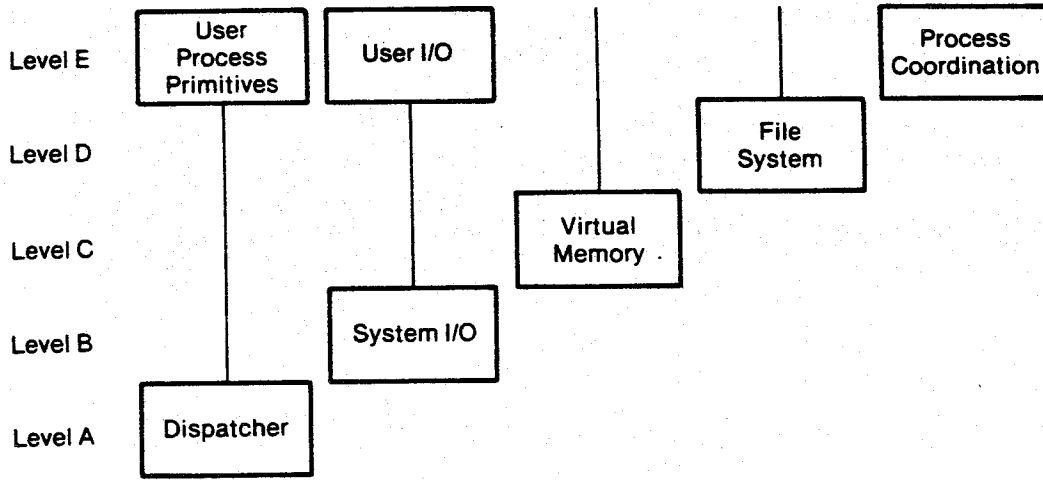 Level E
User
Process
Primitives
User I/O
Process
Coordination
Level D
File
System
Level C
Virtual
Memory
Level B
System I/O
Level A
Dispatcher